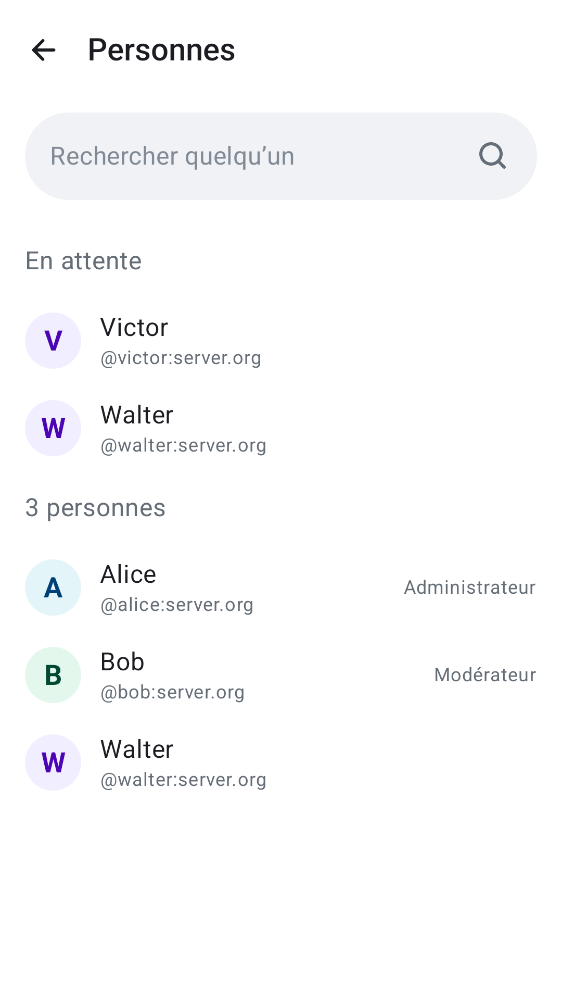 Personnes
Rechercher quelqu’un
En attente
V
Victor
@victor:server.org
W
Walter
@walter:server.org
3 personnes
A
Alice
@alice:server.org
Administrateur
B
Bob
@bob:server.org
Modérateur
W
Walter
@walter:server.org